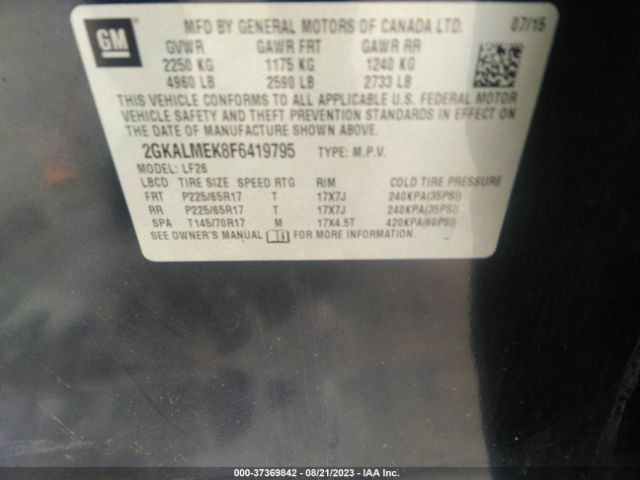 GM
MFD BY GENERAL MOTORS OF CANADA LTD. 07/15
GVWR GAWR FRT GAWR RR
2250 KG 1175 KG 1240 KG
4960 LB 2590 LB 2733 LB
THIS VEHICLE CONFORMS TO ALL APPLICABLE U.S. FEDERAL MOTOR
VEHICLE SAFETY AND THEFT PREVENTION STANDARDS IN EFFECT ON THE
DATE OF MANUFACTURE SHOWN ABOVE.
2GKALMEK8F6419795 TYPE: M.P.V.
MODEL: LF26
LBCD TIRE SIZE SPEED RTG RIM COLD TIRE PRESSURE
FRT P225/65R17 T 17X7J 240KPA(35PSI)
RR P225/65R17 T 17X7J 240KPA(35PSI)
SPA T145/70R17 M 17X4.5T 420KPA(60PSI)
SEE OWNER'S MANUAL FOR MORE INFORMATION.
000-37369842 - 08/21/2023 - IAA Inc.